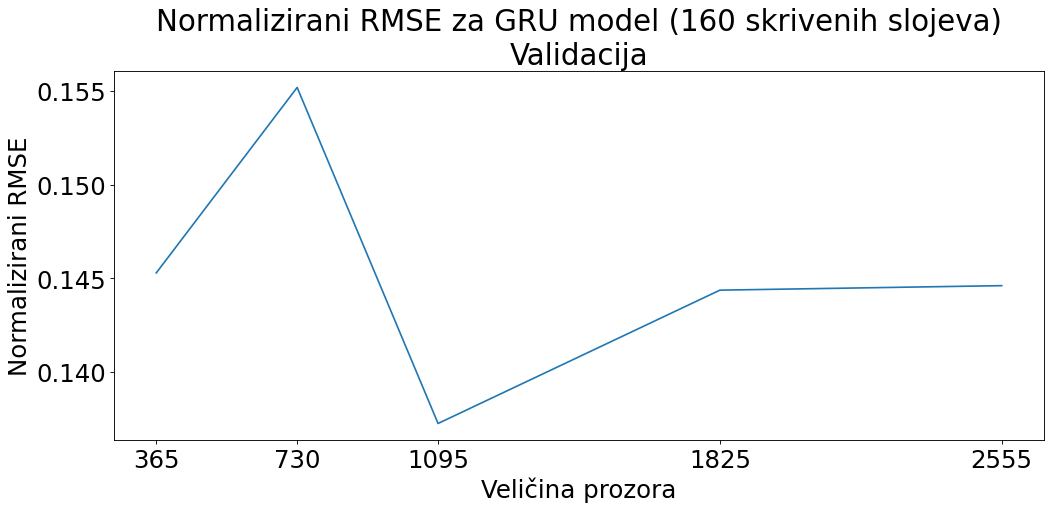 Normalizirani RMSE za GRU model (160 skrivenih slojeva)
Validacija
Normalizirani RMSE
0.155
0.150
0.145
0.140
365 730 1095 1825 2555
Veličina prozora